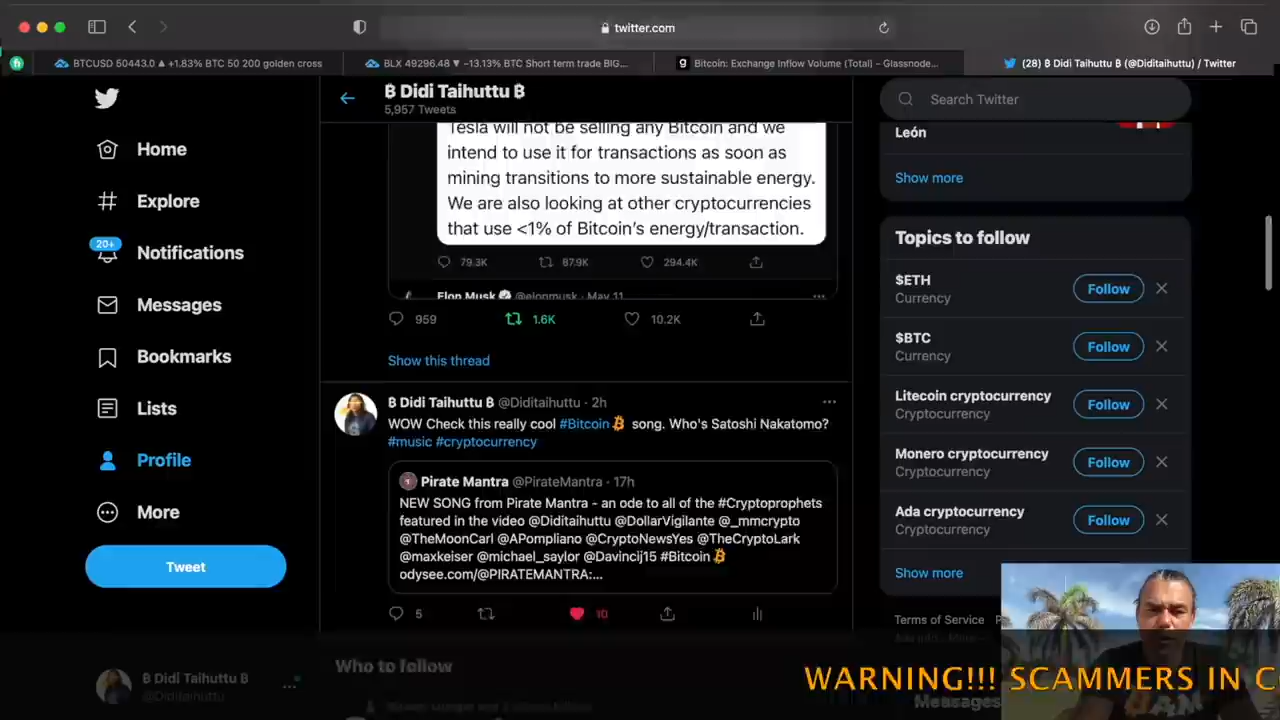 twitter.com
BTCUSD 50443.0 ▲ +1.83% BTC 50 200 golden cross
BLX 49296.48 ▼ −13.13% BTC Short term trade BIG...
Bitcoin: Exchange Inflow Volume (Total) – Glassnode...
(28) ₿ Didi Taihuttu ₿ (@Diditaihuttu) / Twitter
₿ Didi Taihuttu ₿
5,957 Tweets
Search Twitter
Home
Explore
20+
Notifications
Messages
Bookmarks
Lists
Profile
More
Tweet
₿ Didi Taihuttu ₿
@Diditaihuttu
Tesla will not be selling any Bitcoin and we
intend to use it for transactions as soon as
mining transitions to more sustainable energy.
We are also looking at other cryptocurrencies
that use <1% of Bitcoin's energy/transaction.
79.3K 87.9K 294.4K
Elon Musk @elonmusk · May 11
959 1.6K 10.2K
Show this thread
₿ Didi Taihuttu ₿ @Diditaihuttu · 2h
WOW Check this really cool #Bitcoin song. Who's Satoshi Nakatomo?
#music #cryptocurrency
Pirate Mantra @PirateMantra · 17h
NEW SONG from Pirate Mantra - an ode to all of the #Cryptoprophets
featured in the video @Diditaihuttu @DollarVigilante @_mmcrypto
@TheMoonCarl @APompliano @CryptoNewsYes @TheCryptoLark
@maxkeiser @michael_saylor @Davincij15 #Bitcoin
odysee.com/@PIRATEMANTRA:...
5 10
Who to follow
León
Show more
Topics to follow
$ETH
Currency
Follow
$BTC
Currency
Follow
Litecoin cryptocurrency
Cryptocurrency
Follow
Monero cryptocurrency
Cryptocurrency
Follow
Ada cryptocurrency
Cryptocurrency
Follow
Show more
Terms of Service
Messages
WARNING!!! SCAMMERS IN C